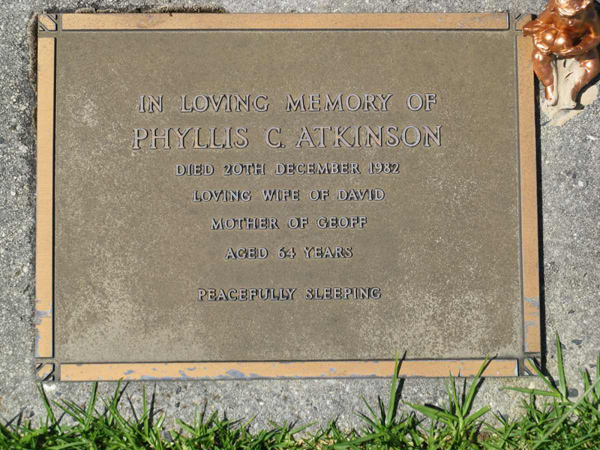 IN LOVING MEMORY OF
PHYLLIS C. ATKINSON
DIED 20TH DECEMBER 1982
LOVING WIFE OF DAVID
MOTHER OF GEOFF
AGED 64 YEARS
PEACEFULLY SLEEPING